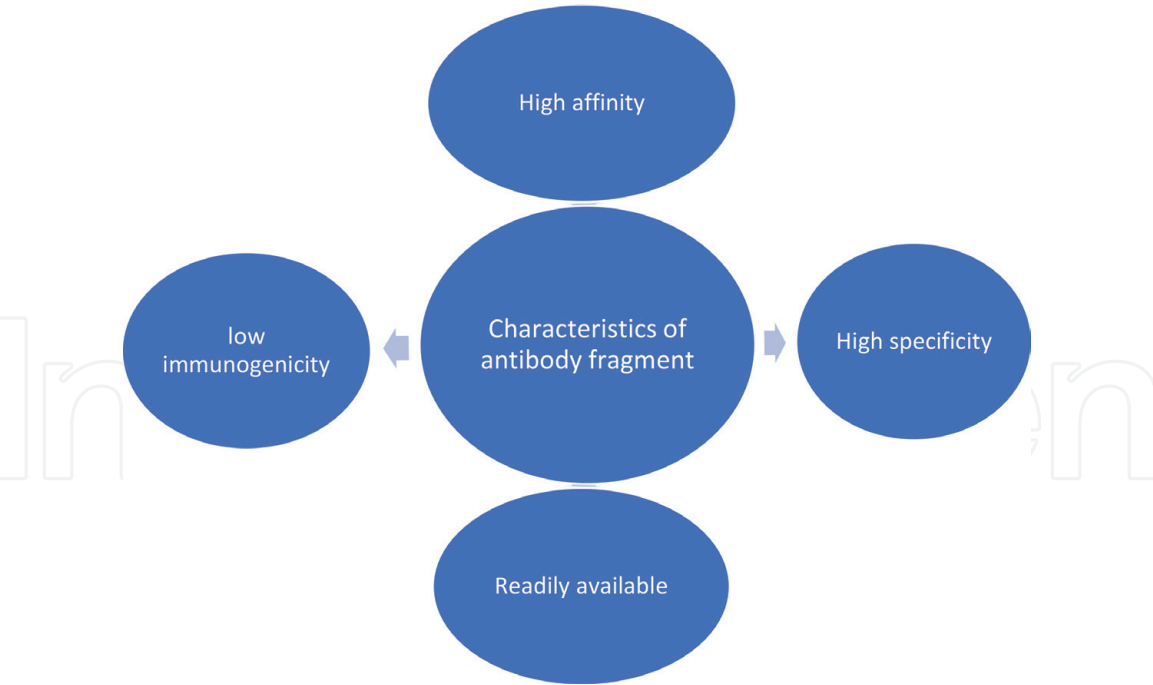 High affinity
low
immunogenicity
Characteristics of
antibody fragment
High specificity
Readily available